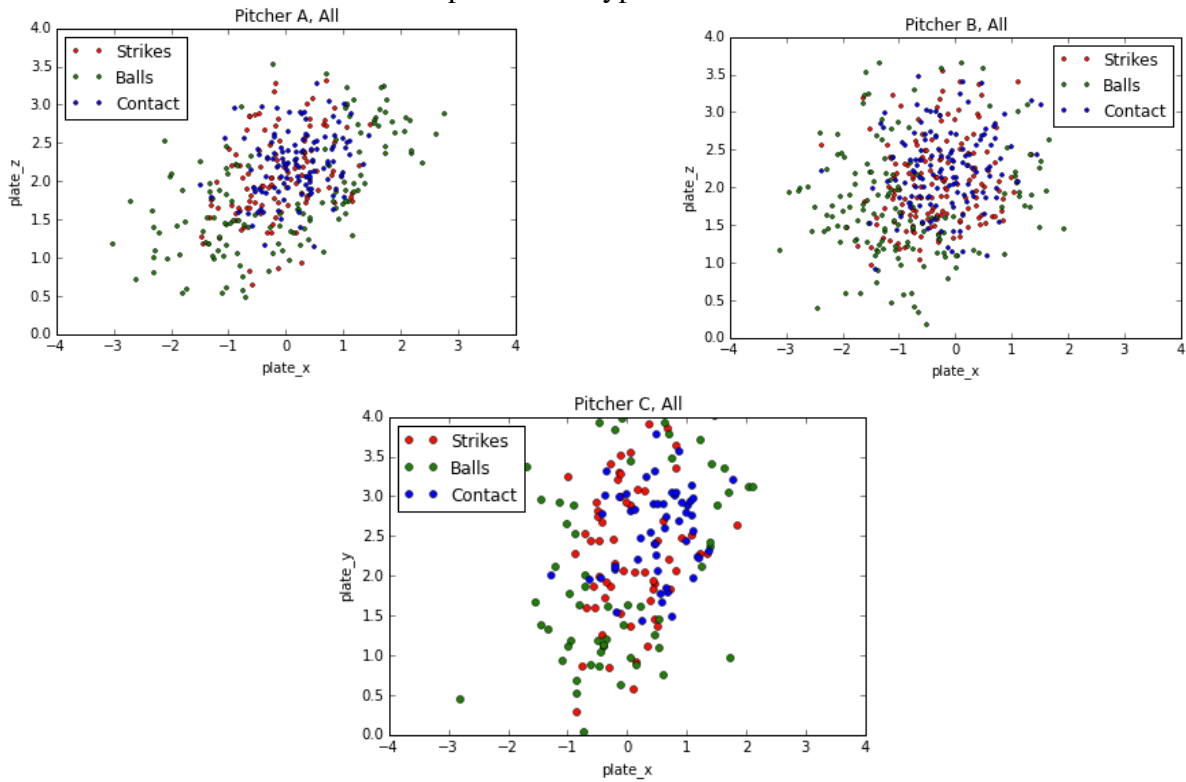 Pitcher A, All
4.0
3.5
3.0
2.5
2.0
1.5
1.0
0.5
0.0
plate_z
Strikes
Balls
Contact
−4 −3 −2 −1 0 1 2 3 4
plate_x
Pitcher B, All
4.0
3.5
3.0
2.5
2.0
1.5
1.0
0.5
0.0
plate_z
Strikes
Balls
Contact
−4 −3 −2 −1 0 1 2 3 4
plate_x
Pitcher C, All
4.0
3.5
3.0
2.5
2.0
1.5
1.0
0.5
0.0
plate_y
Strikes
Balls
Contact
−4 −3 −2 −1 0 1 2 3 4
plate_x